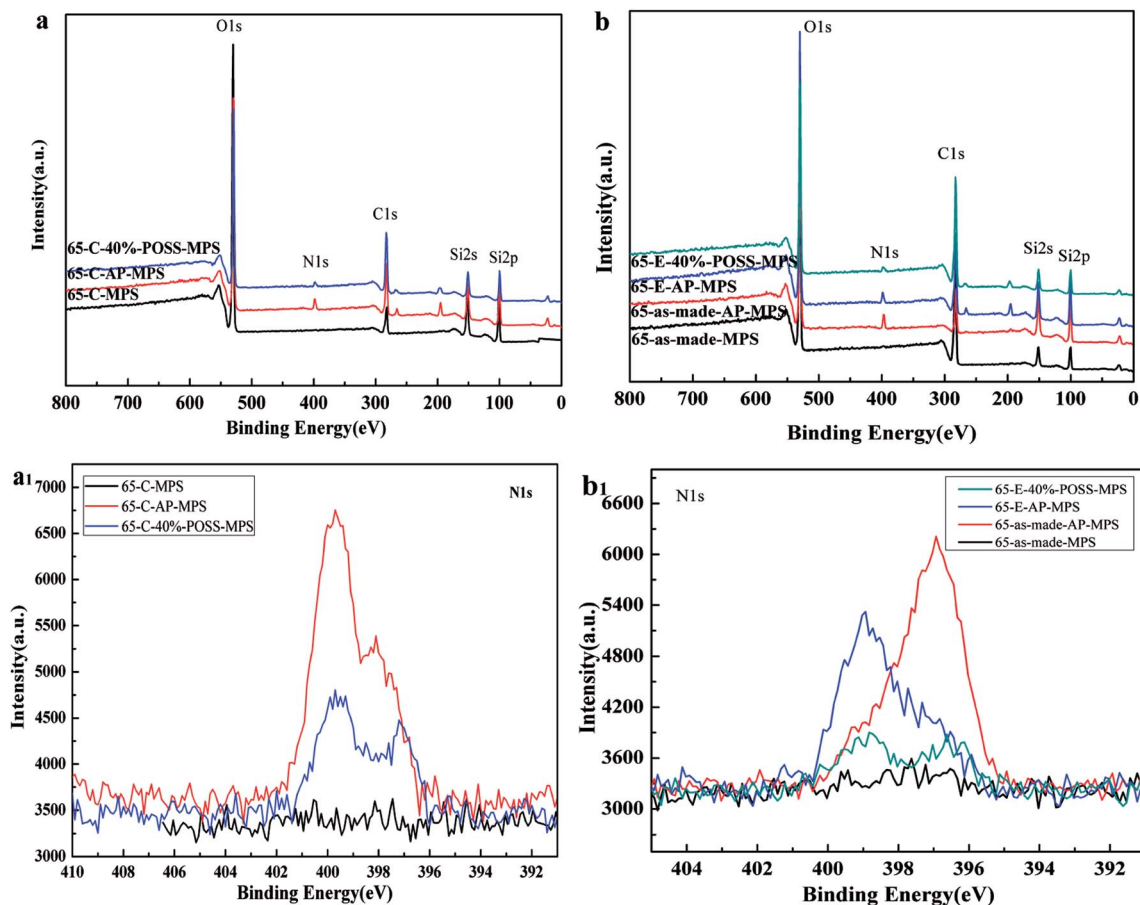 a
O1s
N1s
C1s
Si2s
Si2p
65-C-40%-POSS-MPS
65-C-AP-MPS
65-C-MPS
Intensity(a.u.)
800 700 600 500 400 300 200 100 0
Binding Energy(eV)
b
O1s
C1s
N1s
Si2s
Si2p
65-E-40%-POSS-MPS
65-E-AP-MPS
65-as-made-AP-MPS
65-as-made-MPS
Intensity(a.u.)
800 700 600 500 400 300 200 100 0
Binding Energy(eV)
a1
65-C-MPS
65-C-AP-MPS
65-C-40%-POSS-MPS
N1s
7000
6500
6000
5500
5000
4500
4000
3500
3000
Intensity(a.u.)
410 408 406 404 402 400 398 396 394 392
Binding Energy(eV)
b1
N1s
65-E-40%-POSS-MPS
65-E-AP-MPS
65-as-made-AP-MPS
65-as-made-MPS
6600
6000
5400
4800
4200
3600
3000
Intensity(a.u.)
404 402 400 398 396 394 392
Binding Energy(eV)